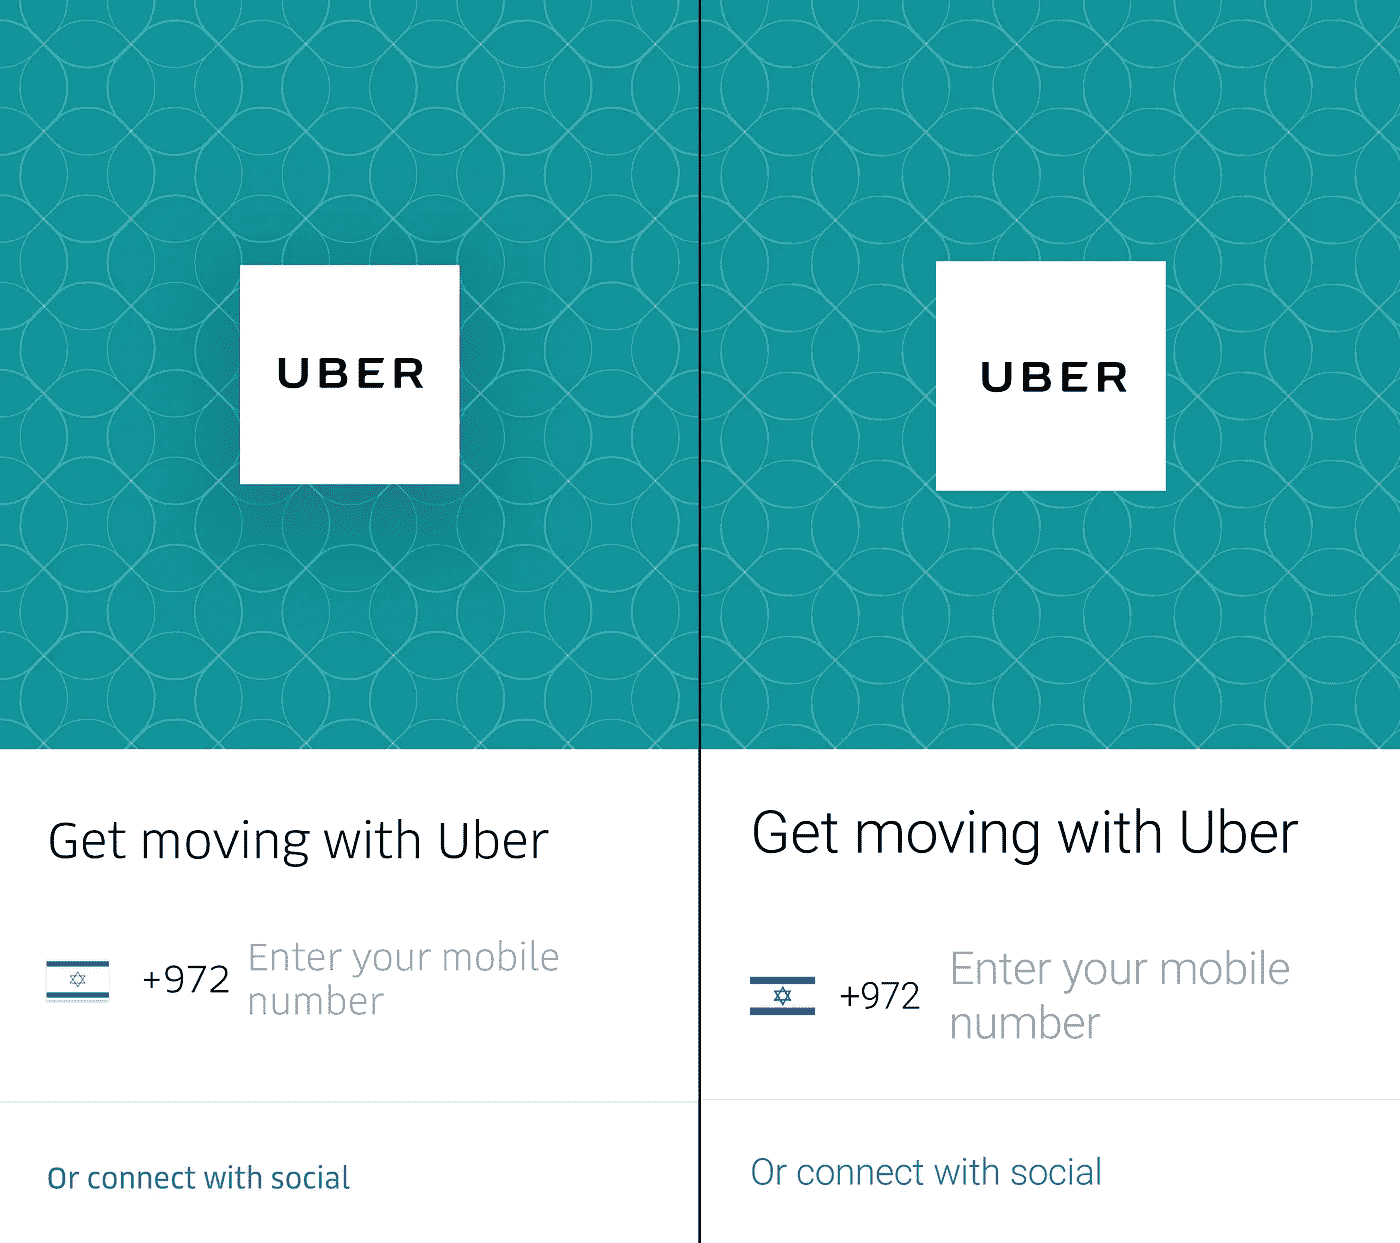 UBER
Get moving with Uber
+972
Enter your mobile
number
Or connect with social
UBER
Get moving with Uber
+972
Enter your mobile
number
Or connect with social